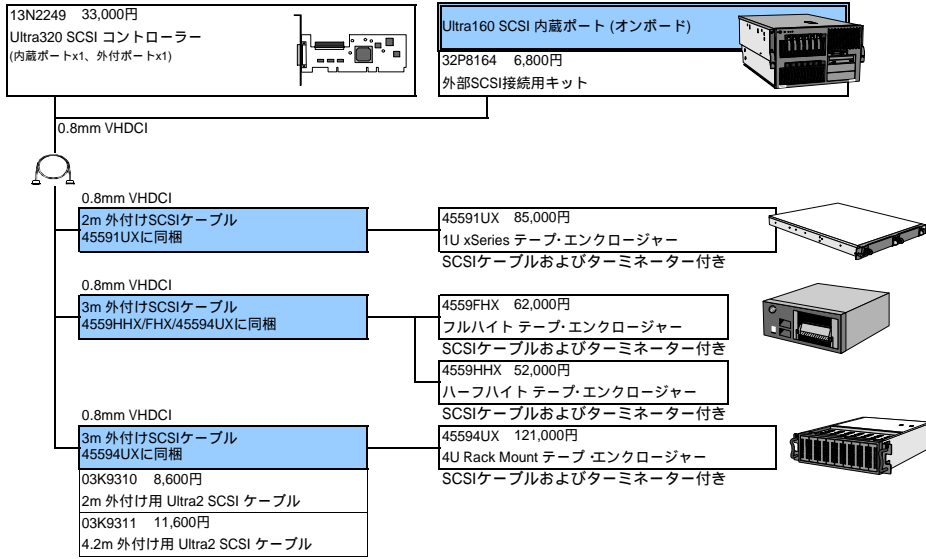 13N2249 33,000円
Ultra320 SCSI コントローラー
(内蔵ポートx1、外付ポートx1)
Ultra160 SCSI 内蔵ポート (オンボード)
32P8164 6,800円
外部SCSI接続用キット
0.8mm VHDCI
0.8mm VHDCI
2m 外付けSCSIケーブル
45591UXに同梱
45591UX 85,000円
1U xSeries テープ・エンクロージャー
SCSIケーブルおよびターミネーター付き
0.8mm VHDCI
3m 外付けSCSIケーブル
4559HHX/FHX/45594UXに同梱
4559FHX 62,000円
フルハイト テープ・エンクロージャー
SCSIケーブルおよびターミネーター付き
4559HHX 52,000円
ハーフハイト テープ・エンクロージャー
SCSIケーブルおよびターミネーター付き
0.8mm VHDCI
3m 外付けSCSIケーブル
45594UXに同梱
45594UX 121,000円
4U Rack Mount テープ・エンクロージャー
SCSIケーブルおよびターミネーター付き
03K9310 8,600円
2m 外付け用 Ultra2 SCSI ケーブル
03K9311 11,600円
4.2m 外付け用 Ultra2 SCSI ケーブル